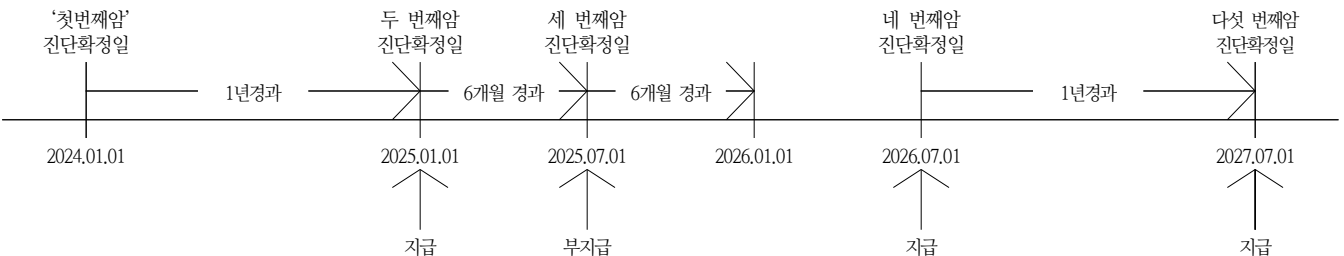 ‘첫번째암’
진단확정일
두 번째암
진단확정일
세 번째암
진단확정일
네 번째암
진단확정일
다섯 번째암
진단확정일
1년경과
6개월 경과
6개월 경과
1년경과
2024.01.01
2025.01.01
2025.07.01
2026.01.01
2026.07.01
2027.07.01
지급
부지급
지급
지급